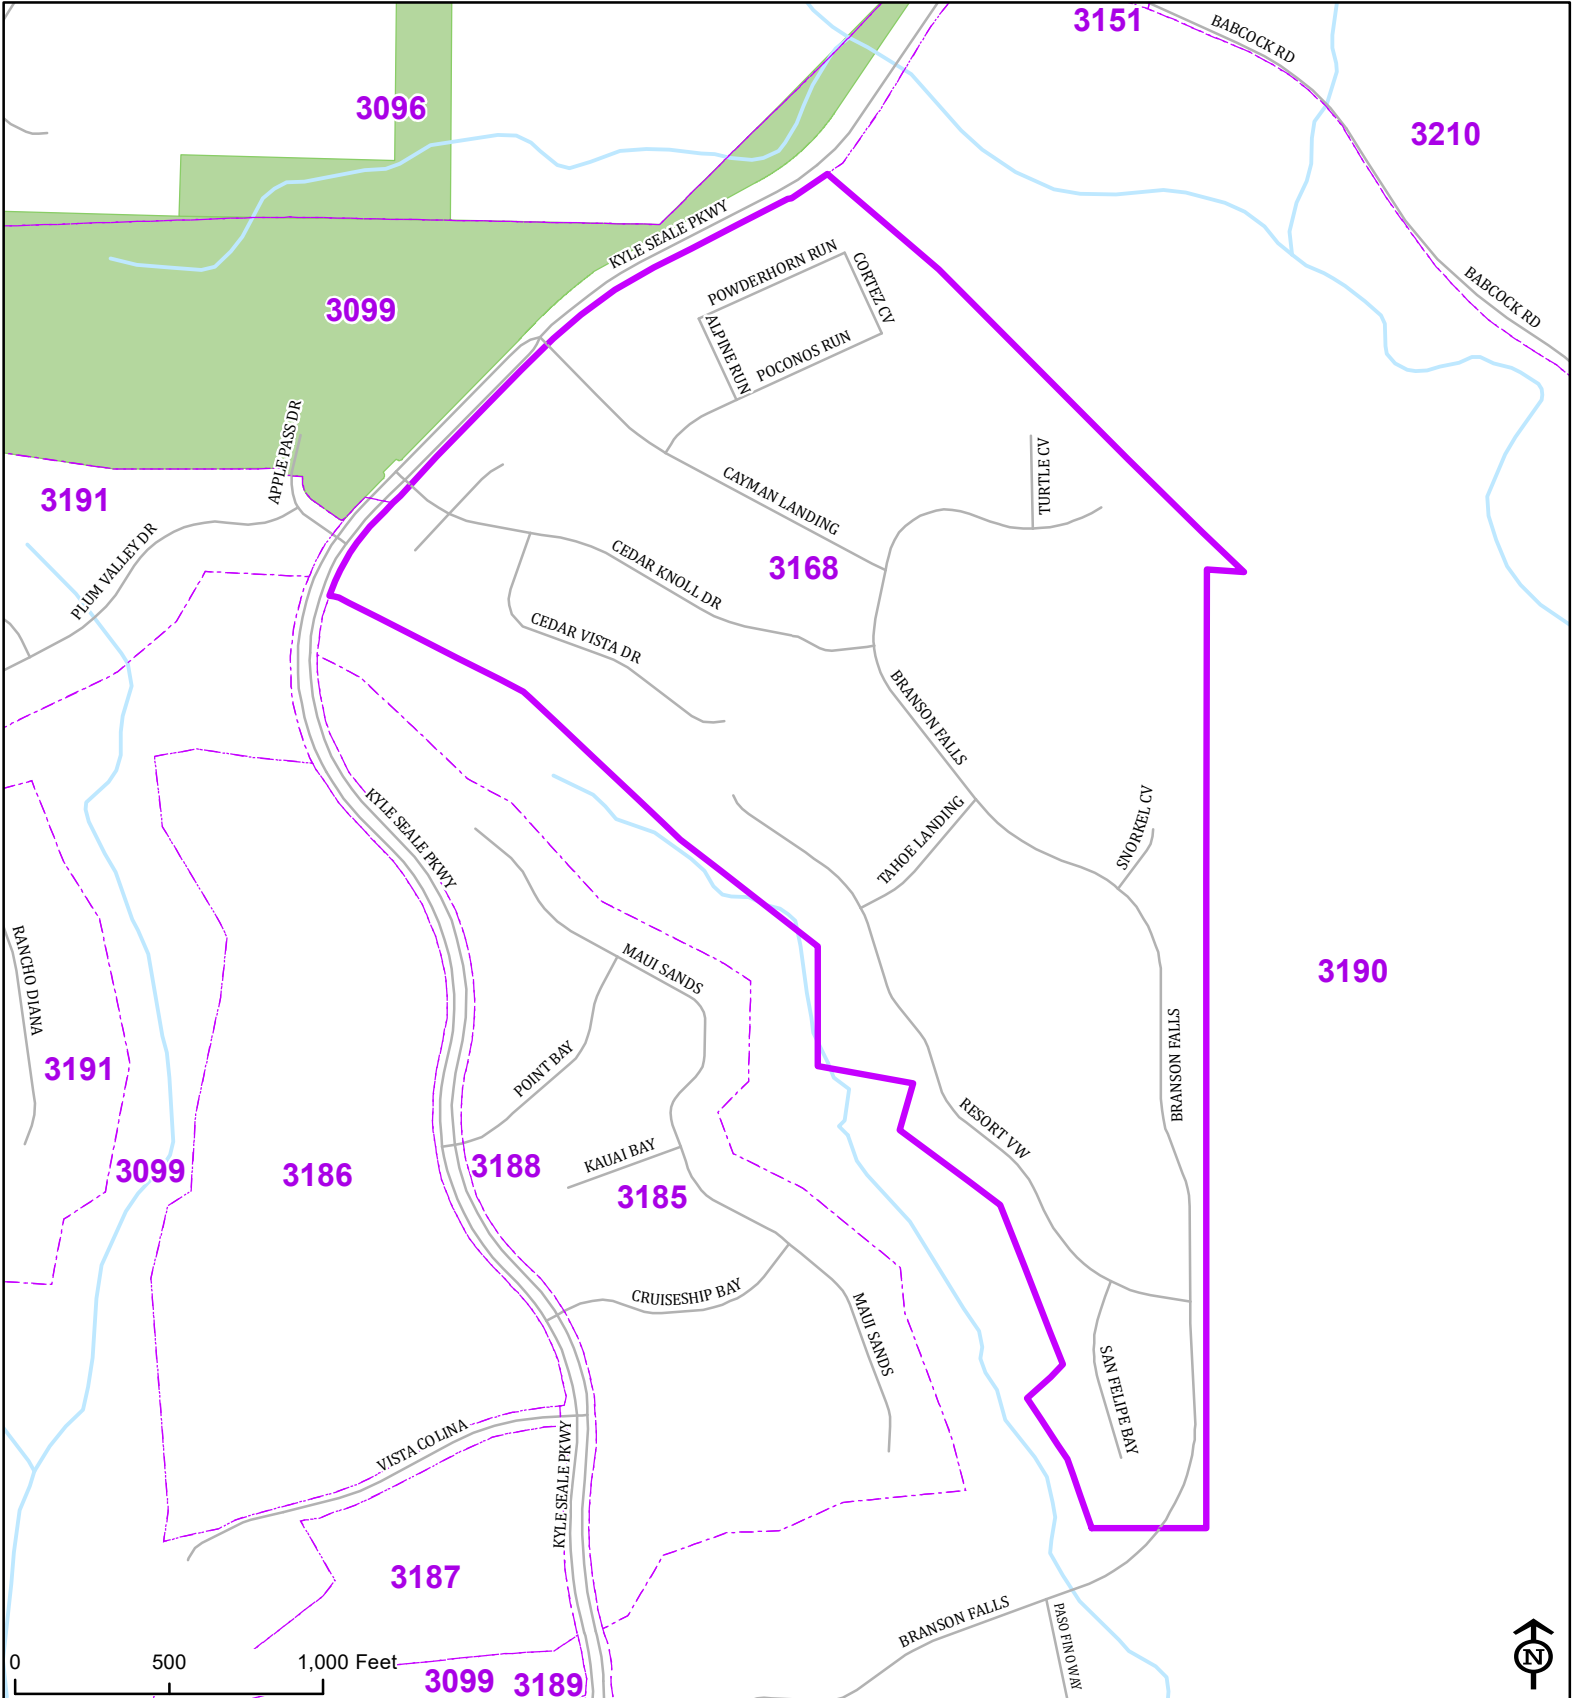 3151
BABCOCK RD
3096
3210
KYLE SEALE PKWY
POWDERHORN RUN
CORTEZ CV
BABCOCK RD
3099
ALPINE RUN
POCONOS RUN
APPLE PASS DR
TURTLE CV
3191
CAYMAN LANDING
PLUM VALLEY DR
CEDAR KNOLL DR
3168
CEDAR VISTA DR
BRANSON FALLS
KYLE SEALE PKWY
TAHOE LANDING
SNORKEL CV
RANCHO DIANA
MAUI SANDS
3190
POINT BAY
BRANSON FALLS
3191
RESORT VW
3099
3186
3188
KAUAI BAY
3185
CRUISESHIP BAY
MAUI SANDS
SAN FELIPE BAY
VISTA COLINA
KYLE SEALE PKWY
3187
BRANSON FALLS
PASO FINO WAY
0 500 1,000 Feet
3099
3189
N